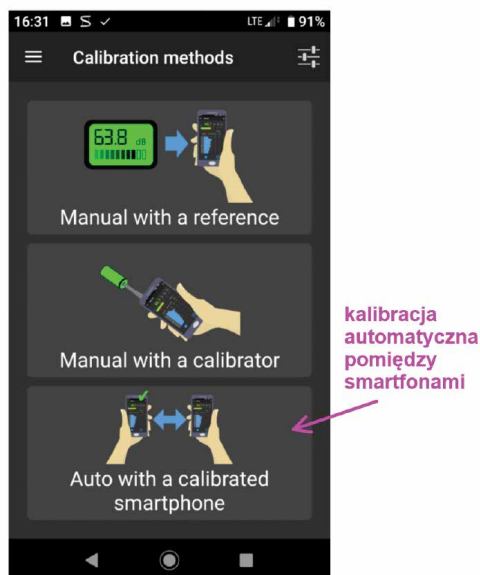 16:31 LTE 91%
Calibration methods
63.8 dB
Manual with a reference
Manual with a calibrator
Auto with a calibrated
smartphone
kalibracja
automatyczna
pomiędzy
smartfonami